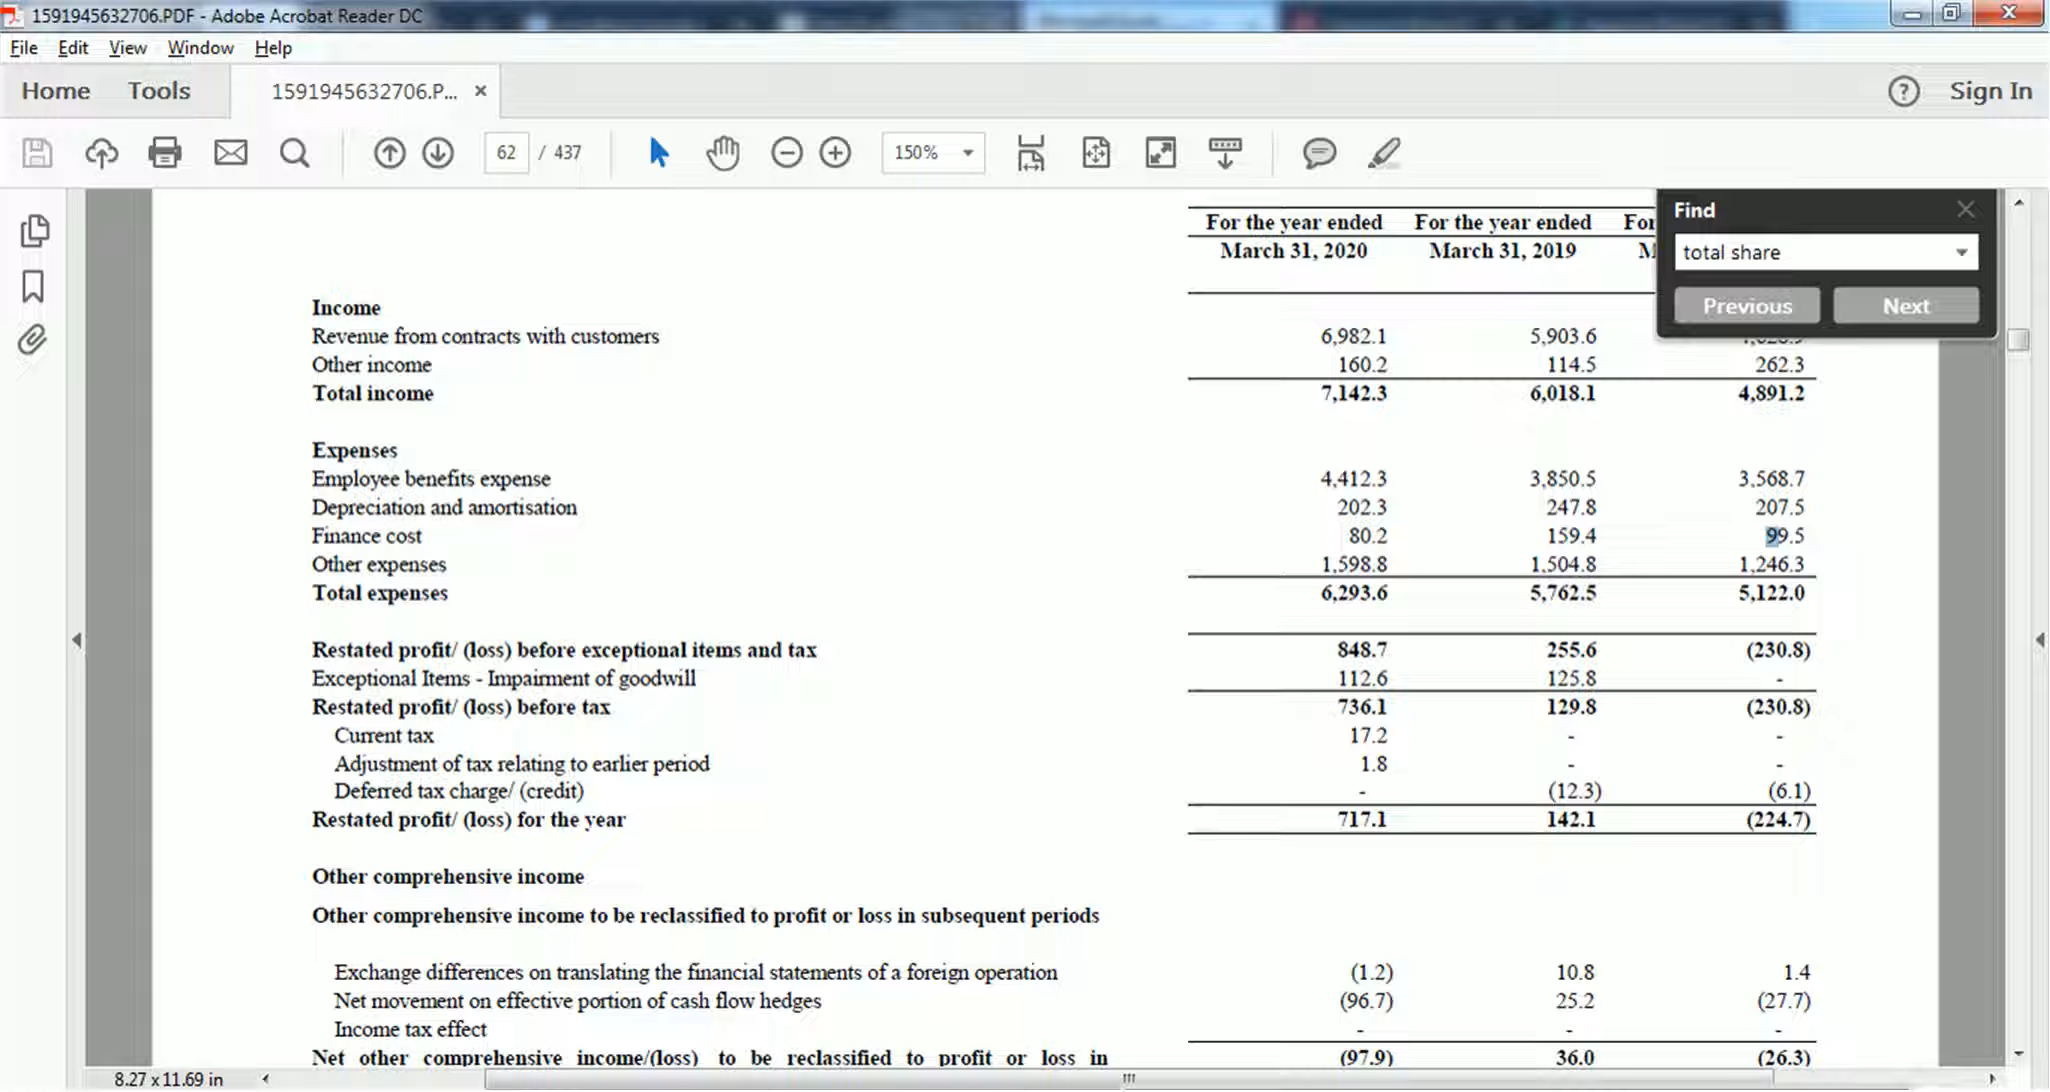 1591945632706.PDF - Adobe Acrobat Reader DC
File Edit View Window Help
Home Tools 1591945632706.P... × ? Sign In
62 / 437 150%
Find
total share
Previous Next
For the year ended For the year ended For
March 31, 2020 March 31, 2019 M
Income
Revenue from contracts with customers 6,982.1 5,903.6
Other income 160.2 114.5 262.3
Total income 7,142.3 6,018.1 4,891.2
Expenses
Employee benefits expense 4,412.3 3,850.5 3,568.7
Depreciation and amortisation 202.3 247.8 207.5
Finance cost 80.2 159.4 99.5
Other expenses 1,598.8 1,504.8 1,246.3
Total expenses 6,293.6 5,762.5 5,122.0
Restated profit/ (loss) before exceptional items and tax 848.7 255.6 (230.8)
Exceptional Items - Impairment of goodwill 112.6 125.8 -
Restated profit/ (loss) before tax 736.1 129.8 (230.8)
Current tax 17.2 - -
Adjustment of tax relating to earlier period 1.8 - -
Deferred tax charge/ (credit) - (12.3) (6.1)
Restated profit/ (loss) for the year 717.1 142.1 (224.7)
Other comprehensive income
Other comprehensive income to be reclassified to profit or loss in subsequent periods
Exchange differences on translating the financial statements of a foreign operation (1.2) 10.8 1.4
Net movement on effective portion of cash flow hedges (96.7) 25.2 (27.7)
Income tax effect - - -
Net other comprehensive income/(loss) to be reclassified to profit or loss in (97.9) 36.0 (26.3)
8.27 x 11.69 in